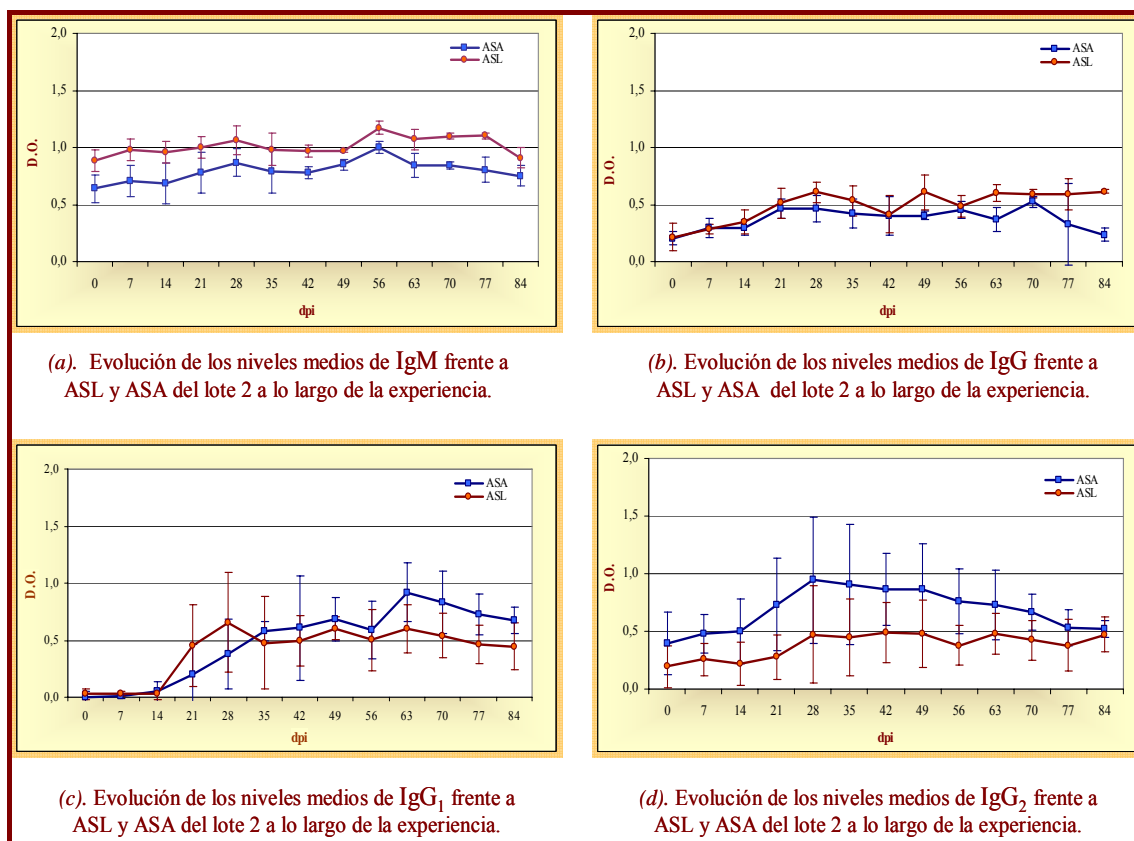 2,0
1,5
1,0
0,5
0,0
D.O.
ASA
ASL
0 7 14 21 28 35 42 49 56 63 70 77 84
dpi
(a). Evolución de los niveles medios de IgM frente a
ASL y ASA del lote 2 a lo largo de la experiencia.
2,0
1,5
1,0
0,5
0,0
D.O.
ASA
ASL
0 7 14 21 28 35 42 49 56 63 70 77 84
dpi
(b). Evolución de los niveles medios de IgG frente a
ASL y ASA del lote 2 a lo largo de la experiencia.
2,0
1,5
1,0
0,5
0,0
D.O.
ASA
ASL
0 7 14 21 28 35 42 49 56 63 70 77 84
dpi
(c). Evolución de los niveles medios de IgG₁ frente a
ASL y ASA del lote 2 a lo largo de la experiencia.
2,0
1,5
1,0
0,5
0,0
D.O.
ASA
ASL
0 7 14 21 28 35 42 49 56 63 70 77 84
dpi
(d). Evolución de los niveles medios de IgG₂ frente a
ASL y ASA del lote 2 a lo largo de la experiencia.